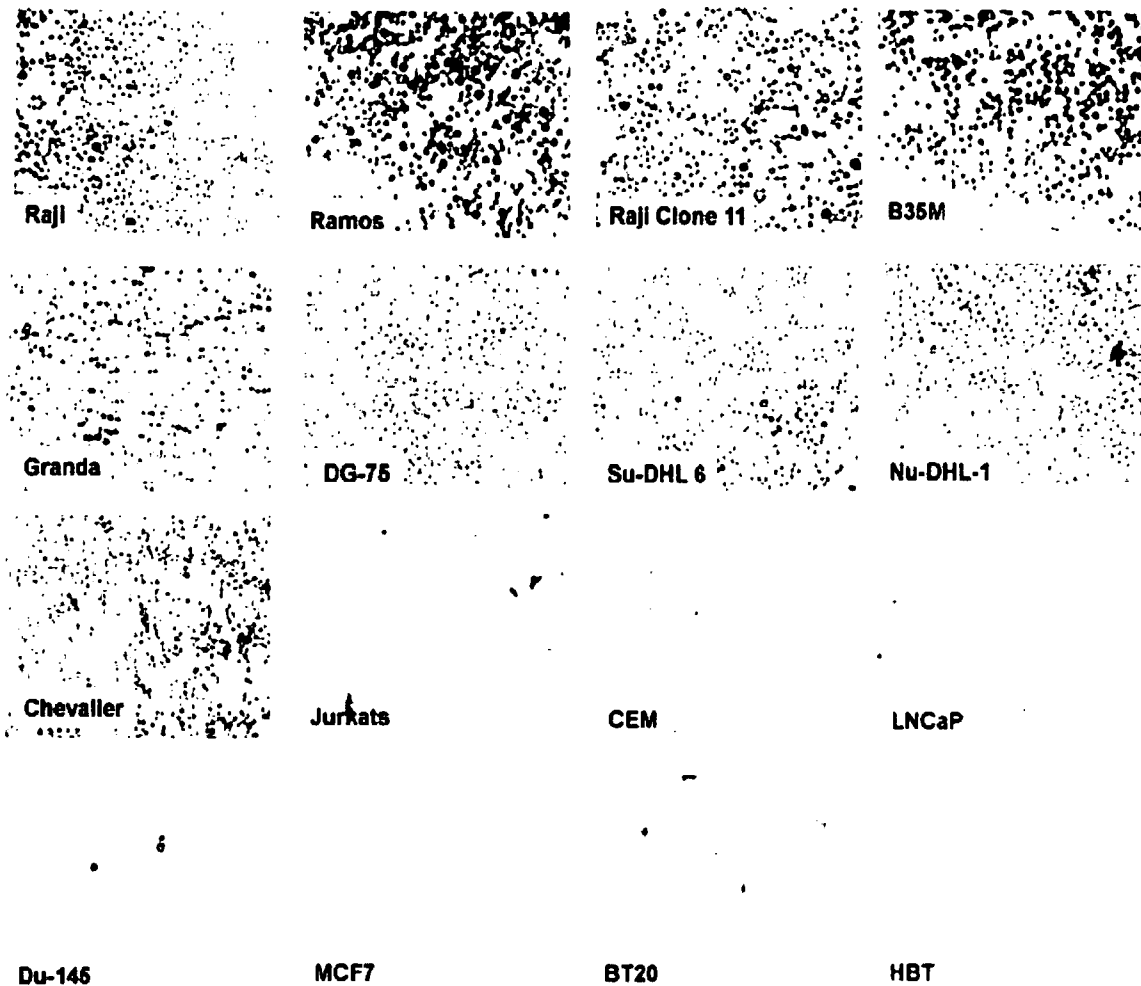 Raji
Ramos
Raji Clone 11
B35M
Granda
DG-75
Su-DHL 6
Nu-DHL-1
Chevalier
Jurkats
CEM
LNCaP
Du-145
MCF7
BT20
HBT